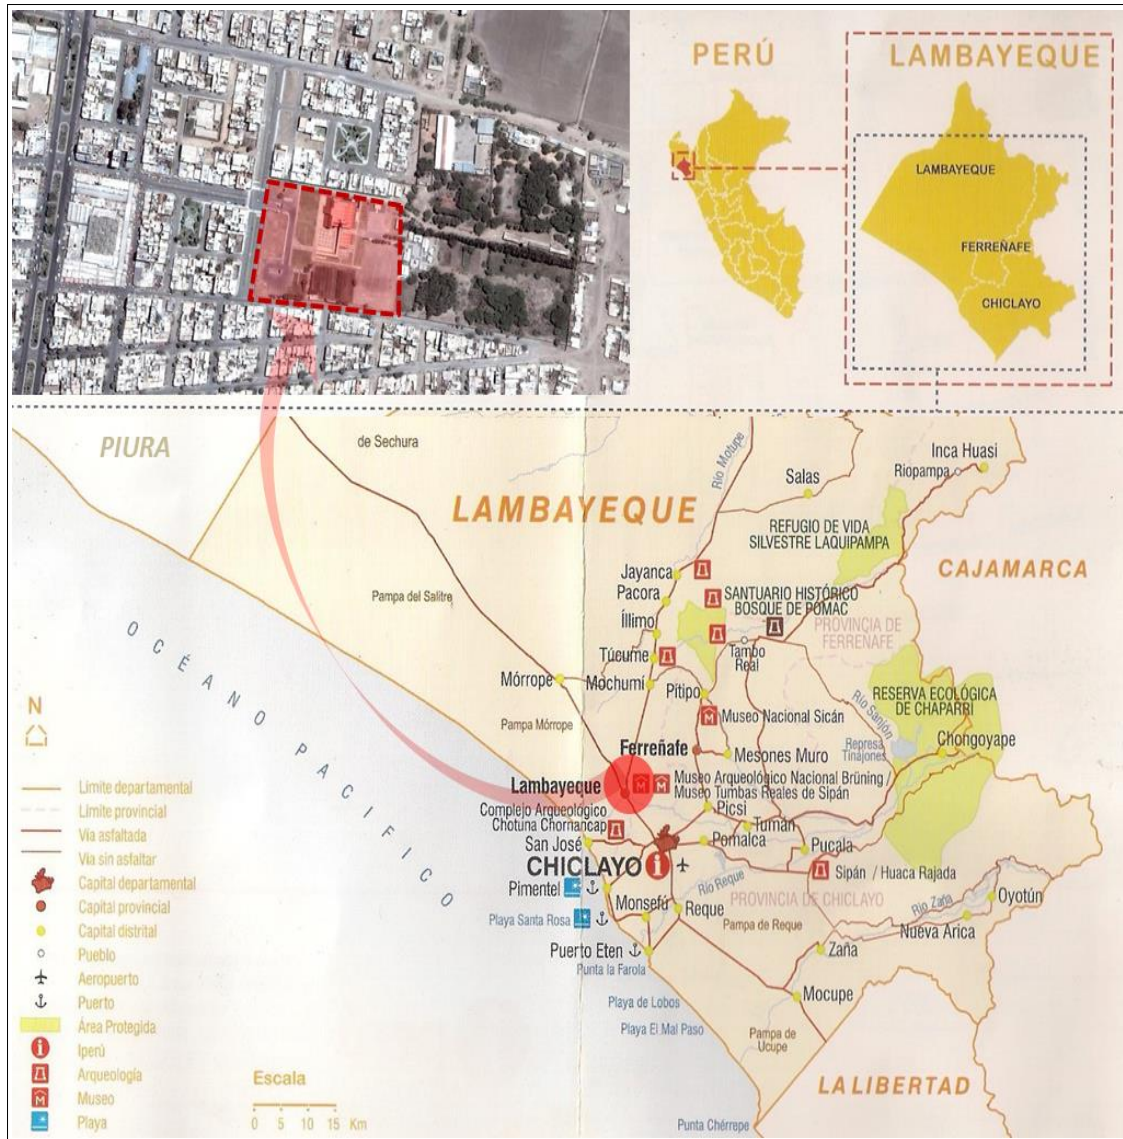 PERÚ
LAMBAYEQUE
LAMBAYEQUE
FERREÑAFE
CHICLAYO
PIURA
de Sechura
Río Motupe
Salas
Inca Huasi
Riopampa
LAMBAYEQUE
REFUGIO DE VIDA
SILVESTRE LAQUIPAMPA
CAJAMARCA
Jayanca
Pampa del Salitre
Pacora
SANTUARIO HISTÓRICO
BOSQUE DE PÓMAC
Íllimo
PROVINCIA DE
FERREÑAFE
OCÉANO PACIFICO
Túcume
Tambo
Real
Mórrope
Mochumí
Pítipo
RESERVA ECOLÓGICA
DE CHAPARRÍ
Pampa Mórrope
Museo Nacional Sicán
Río Sanjón
N
Ferreñafe
Mesones Muro
Represa
Tinajones
Chongoyape
Lambayeque
Museo Arqueológico Nacional Brüning /
Museo Tumbas Reales de Sipán
Complejo Arqueológico
Chotuna Chornancap
Picsi
Tumán
San José
Pomalca
Pucala
CHICLAYO
Sipán / Huaca Rajada
Pimentel
Río Reque
PROVINCIA DE CHICLAYO
Río Zaña
Oyotún
Playa Santa Rosa
Monsefú
Reque
Pampa de Reque
Nueva Arica
Puerto Eten
Zaña
Punta la Farola
Playa de Lobos
Mocupe
Playa El Mal Paso
Pampa de
Ucupe
LA LIBERTAD
Punta Chérrepe
Límite departamental
Límite provincial
Vía asfaltada
Vía sin asfaltar
Capital departamental
Capital provincial
Capital distrital
Pueblo
Aeropuerto
Puerto
Área Protegida
Iperú
Arqueología
Museo
Playa
Escala
0 5 10 15 Km